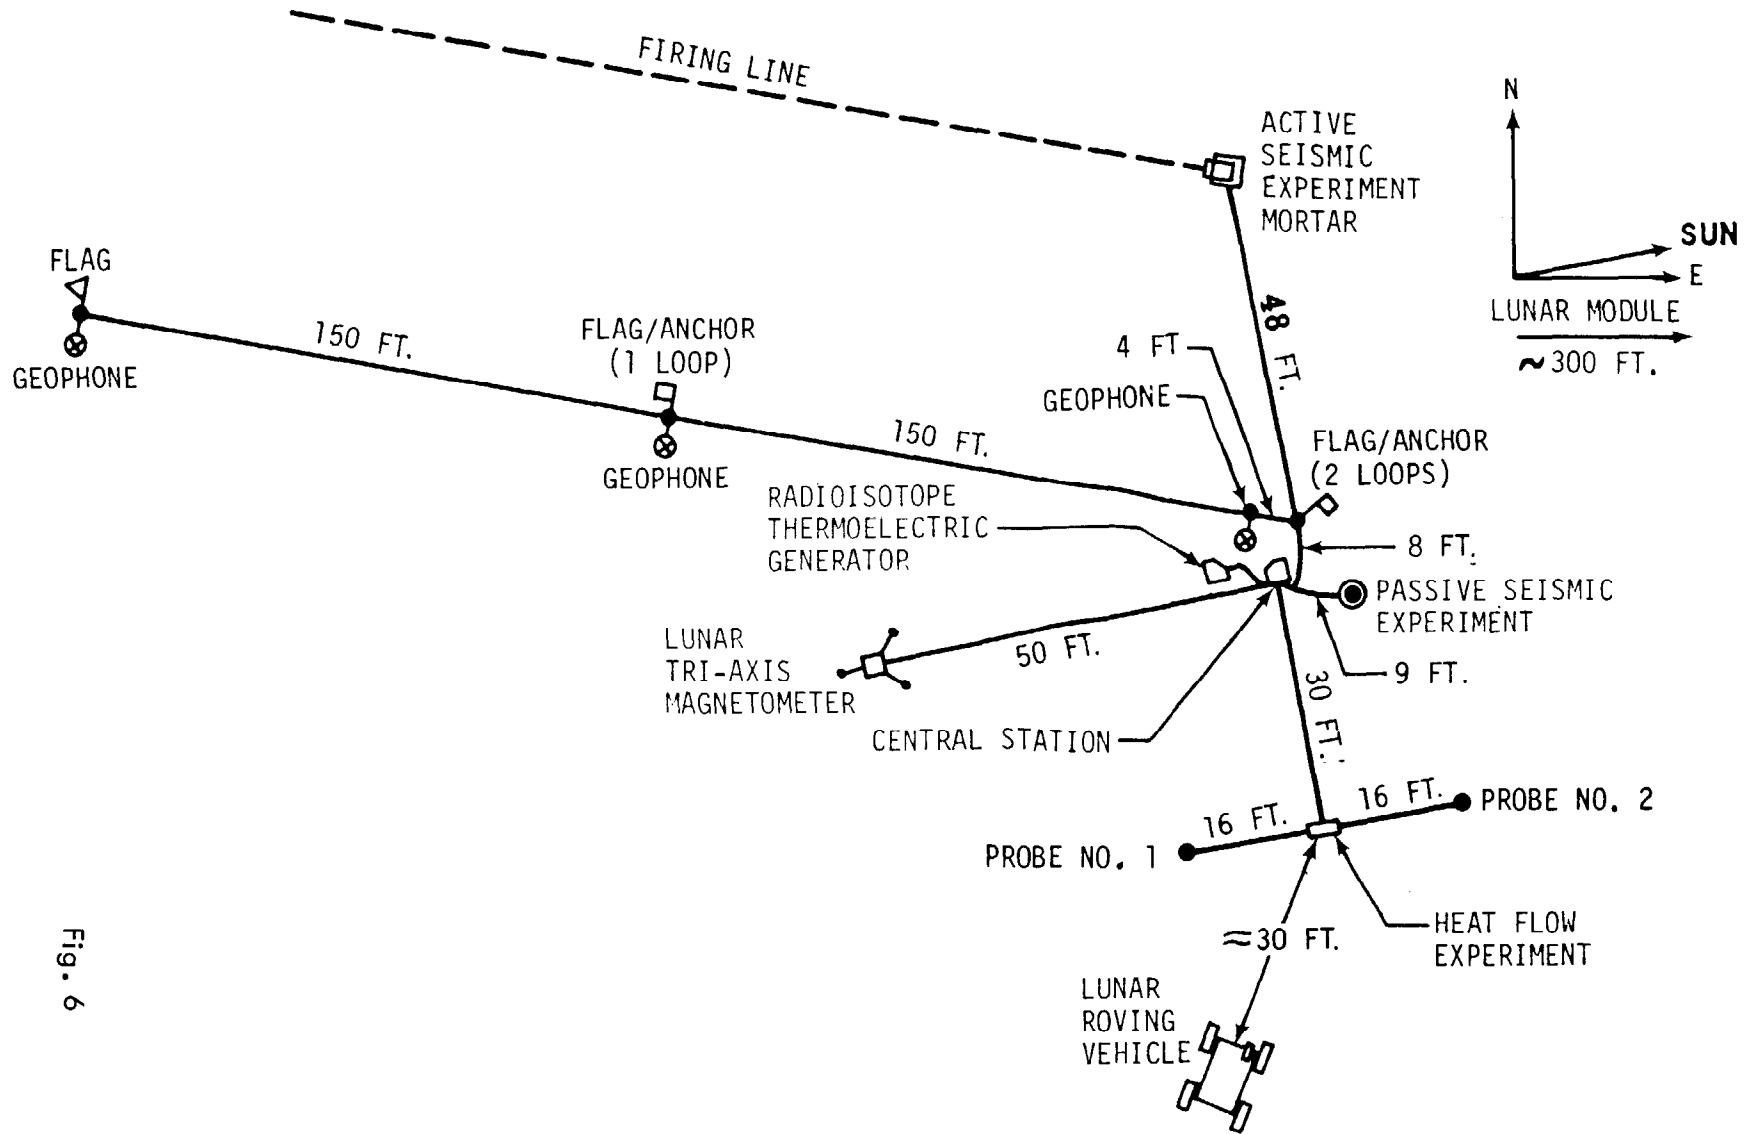 FIRING LINE
N
ACTIVE
SEISMIC
EXPERIMENT
MORTAR
SUN
E
LUNAR MODULE
~300 FT.
FLAG
GEOPHONE
150 FT.
FLAG/ANCHOR
(1 LOOP)
GEOPHONE
150 FT.
48 FT.
4 FT
GEOPHONE
FLAG/ANCHOR
(2 LOOPS)
RADIOISOTOPE
THERMOELECTRIC
GENERATOR
8 FT.
PASSIVE SEISMIC
EXPERIMENT
LUNAR
TRI-AXIS
MAGNETOMETER
50 FT.
9 FT.
30 FT.
CENTRAL STATION
16 FT.
16 FT.
PROBE NO. 2
PROBE NO. 1
≈30 FT.
HEAT FLOW
EXPERIMENT
LUNAR
ROVING
VEHICLE
Fig. 6